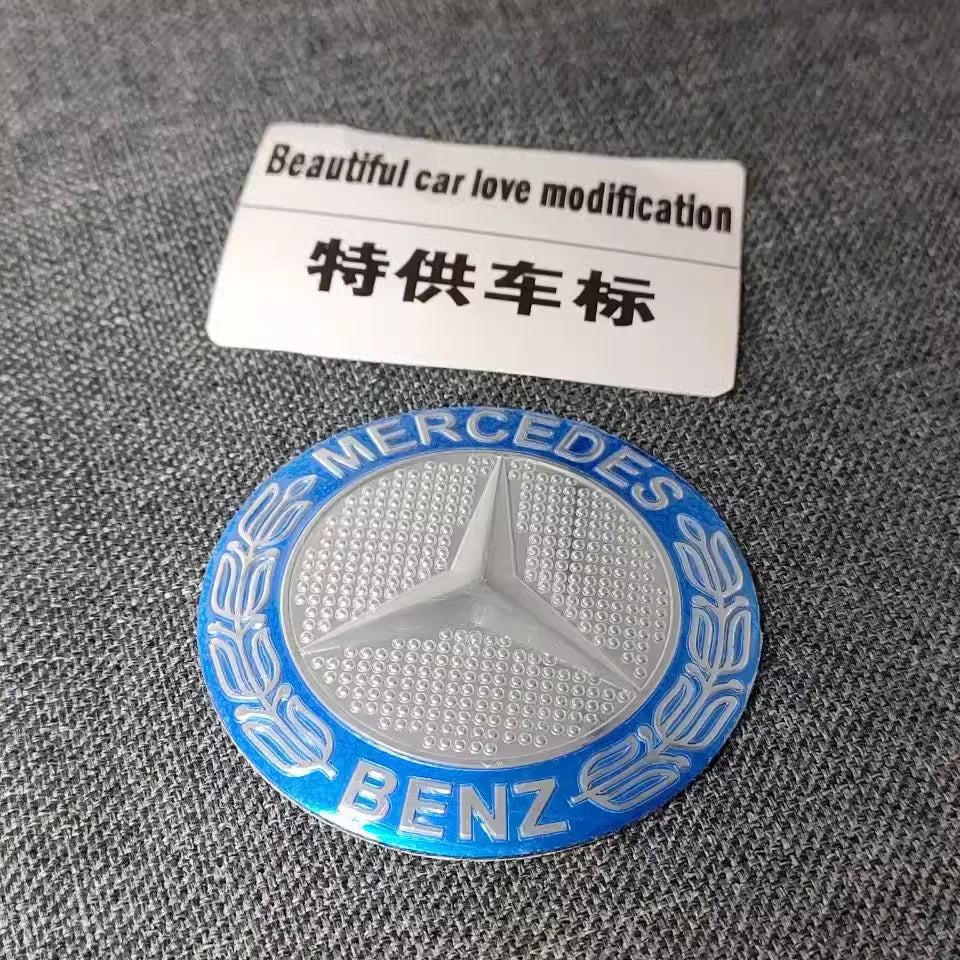 Beautiful car love modification
特供车标
MERCEDES
BENZ